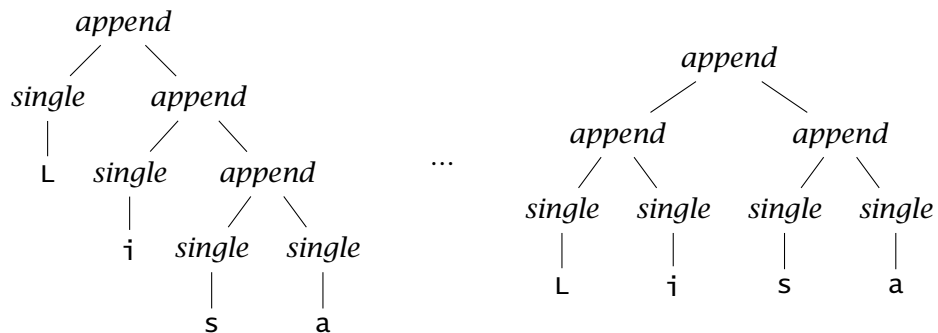 append
append
single append
append append
single append
...
L
single single single single
i
single single
L i s a
s a